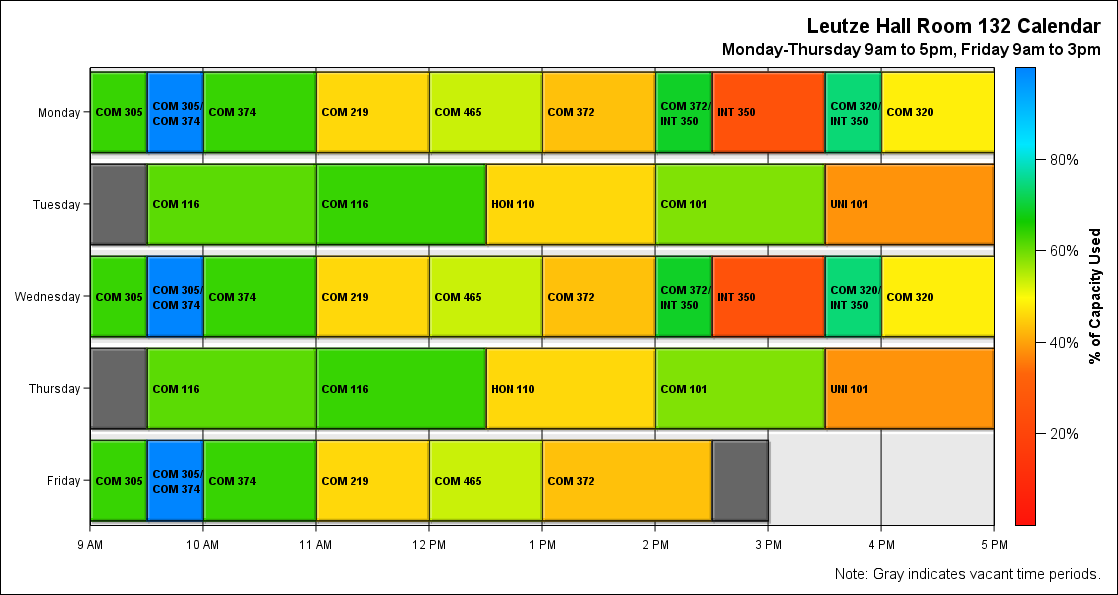 Leutze Hall Room 132 Calendar
Monday-Thursday 9am to 5pm, Friday 9am to 3pm
Monday
COM 305
COM 305/
COM 374
COM 374
COM 219
COM 465
COM 372
COM 372/
INT 350
INT 350
COM 320/
INT 350
COM 320
Tuesday
COM 116
COM 116
HON 110
COM 101
UNI 101
Wednesday
COM 305
COM 305/
COM 374
COM 374
COM 219
COM 465
COM 372
COM 372/
INT 350
INT 350
COM 320/
INT 350
COM 320
Thursday
COM 116
COM 116
HON 110
COM 101
UNI 101
Friday
COM 305
COM 305/
COM 374
COM 374
COM 219
COM 465
COM 372
9 AM
10 AM
11 AM
12 PM
1 PM
2 PM
3 PM
4 PM
5 PM
80%
60%
40%
20%
% of Capacity Used
Note: Gray indicates vacant time periods.